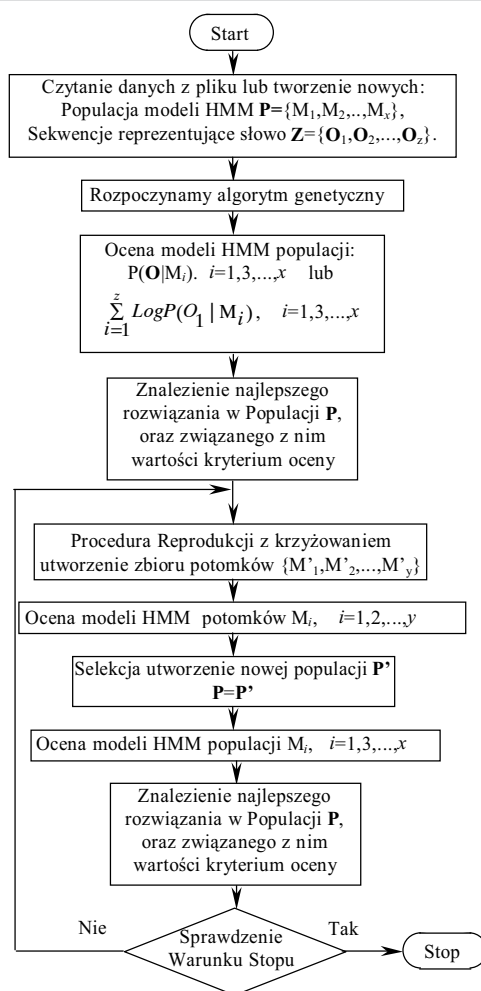 Start
Czytanie danych z pliku lub tworzenie nowych:
Populacja modeli HMM P={M₁,M₂,..,Mₓ},
Sekwencje reprezentujące słowo Z={O₁,O₂,...,O_z}.
Rozpoczynamy algorytm genetyczny
Ocena modeli HMM populacji:
P(O|Mᵢ). i=1,3,...,x lub
z
∑ LogP(O₁ | Mᵢ), i=1,3,...,x
i=1
Znalezienie najlepszego
rozwiązania w Populacji P,
oraz związanego z nim
wartości kryterium oceny
Procedura Reprodukcji z krzyżowaniem
utworzenie zbioru potomków {M’₁,M’₂,...,M’_y}
Ocena modeli HMM potomków Mᵢ, i=1,2,...,y
Selekcja utworzenie nowej populacji P’
P=P’
Ocena modeli HMM populacji Mᵢ, i=1,3,...,x
Znalezienie najlepszego
rozwiązania w Populacji P,
oraz związanego z nim
wartości kryterium oceny
Nie
Tak
Sprawdzenie
Warunku Stopu
Stop